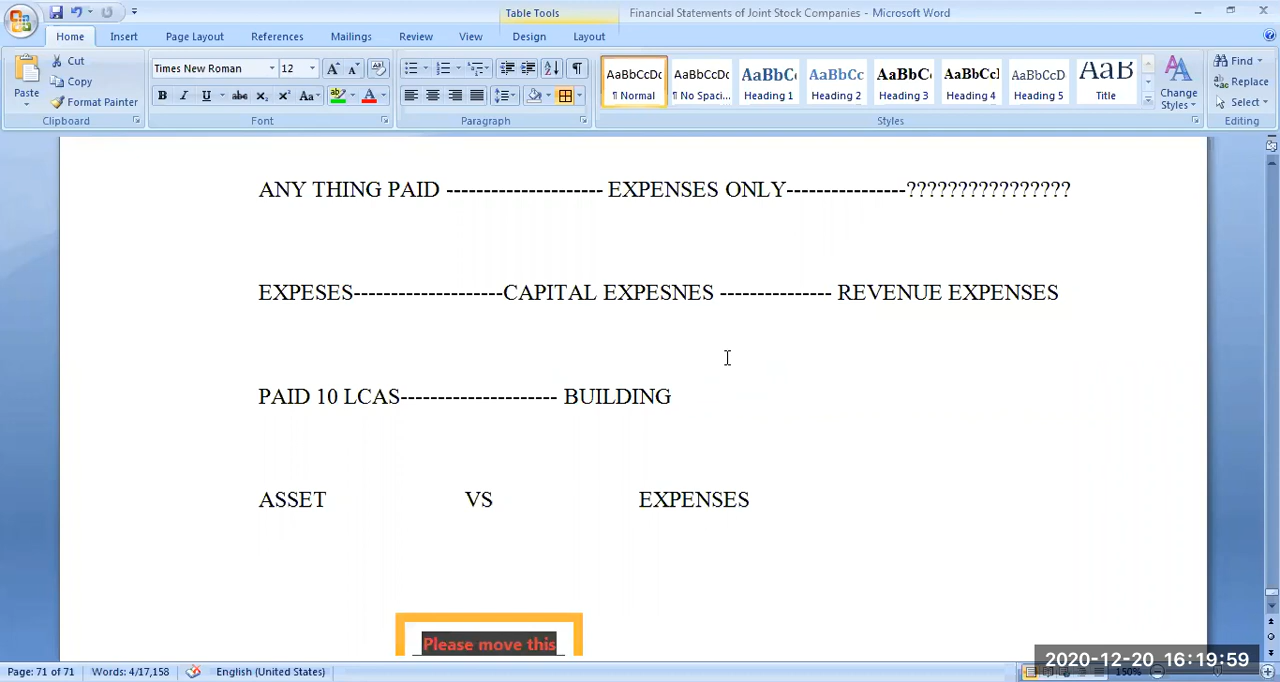 Table Tools
Financial Statements of Joint Stock Companies - Microsoft Word
Home Insert Page Layout References Mailings Review View Design Layout
Paste
Cut
Copy
Format Painter
Clipboard
Times New Roman 12
Font
Paragraph
AaBbCcDc AaBbCcDc AaBbC AaBbCc AaBbC AaBbCcI AaBbCcD AaB
¶ Normal ¶ No Spaci... Heading 1 Heading 2 Heading 3 Heading 4 Heading 5 Title
Change Styles
Styles
Find
Replace
Select
Editing
ANY THING PAID --------------------- EXPENSES ONLY----------------????????????????
EXPESES--------------------CAPITAL EXPESNES --------------- REVENUE EXPENSES
PAID 10 LCAS--------------------- BUILDING
ASSET VS EXPENSES
Please move this
Page: 71 of 71 Words: 4/17,158 English (United States) 150%
2020-12-20 16:19:59